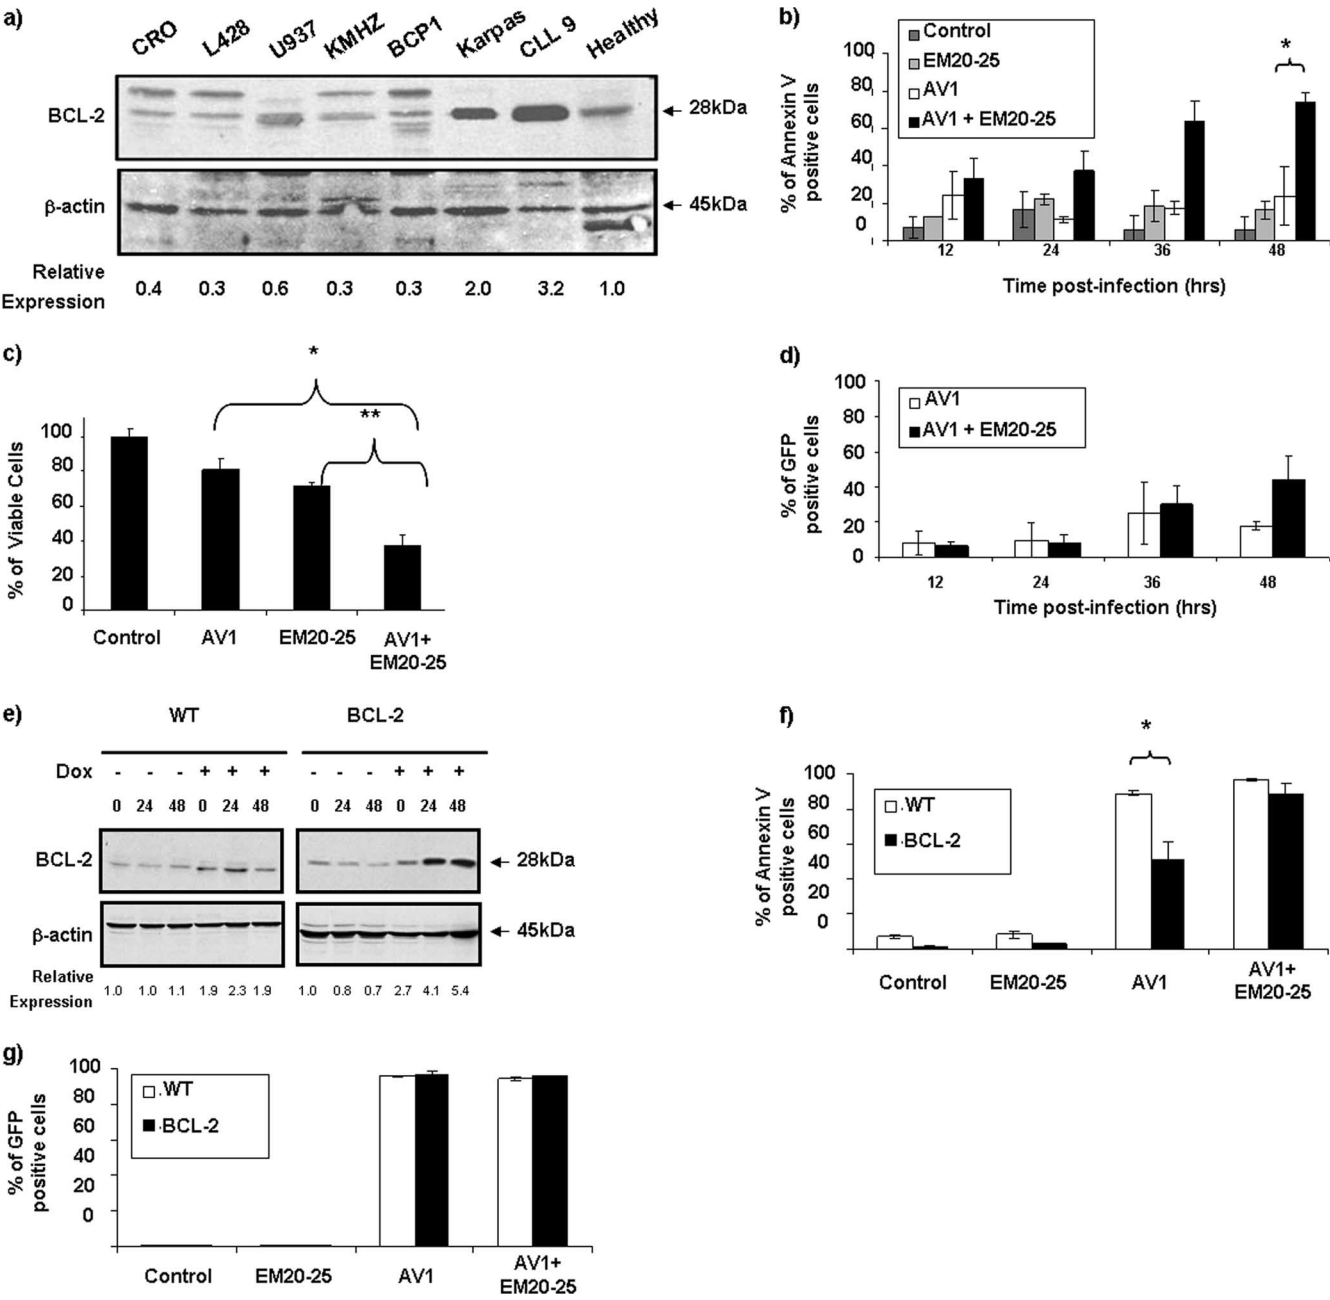 a)
CRO L428 U937 KMHZ BCP1 Karpas CLL 9 Healthy
BCL-2
28kDa
β-actin
45kDa
Relative Expression
0.4 0.3 0.6 0.3 0.3 2.0 3.2 1.0
b)
% of Annexin V positive cells
100
80
60
40
20
0
Control
EM20-25
AV1
AV1 + EM20-25
*
12 24 36 48
Time post-infection (hrs)
c)
% of Viable Cells
100
80
60
40
20
0
*
**
Control AV1 EM20-25 AV1+ EM20-25
d)
% of GFP positive cells
100
80
60
40
20
0
AV1
AV1 + EM20-25
12 24 36 48
Time post-infection (hrs)
e)
WT BCL-2
Dox - - - + + + - - - + + +
0 24 48 0 24 48 0 24 48 0 24 48
BCL-2
28kDa
β-actin
45kDa
Relative Expression
1.0 1.0 1.1 1.9 2.3 1.9 1.0 0.8 0.7 2.7 4.1 5.4
f)
% of Annexin V positive cells
100
80
60
40
20
0
WT
BCL-2
*
Control EM20-25 AV1 AV1+ EM20-25
g)
% of GFP positive cells
100
80
60
40
20
0
WT
BCL-2
Control EM20-25 AV1 AV1+ EM20-25